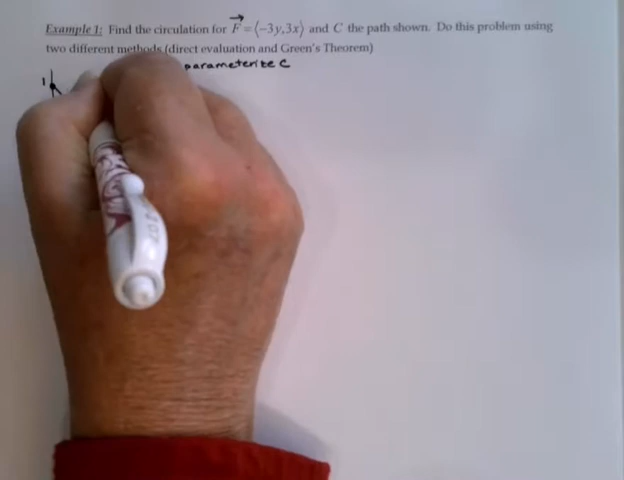 Example 1: Find the circulation for F = ⟨−3y,3x⟩ and C the path shown. Do this problem using
two different methods (direct evaluation and Green's Theorem)
parameterize C
1